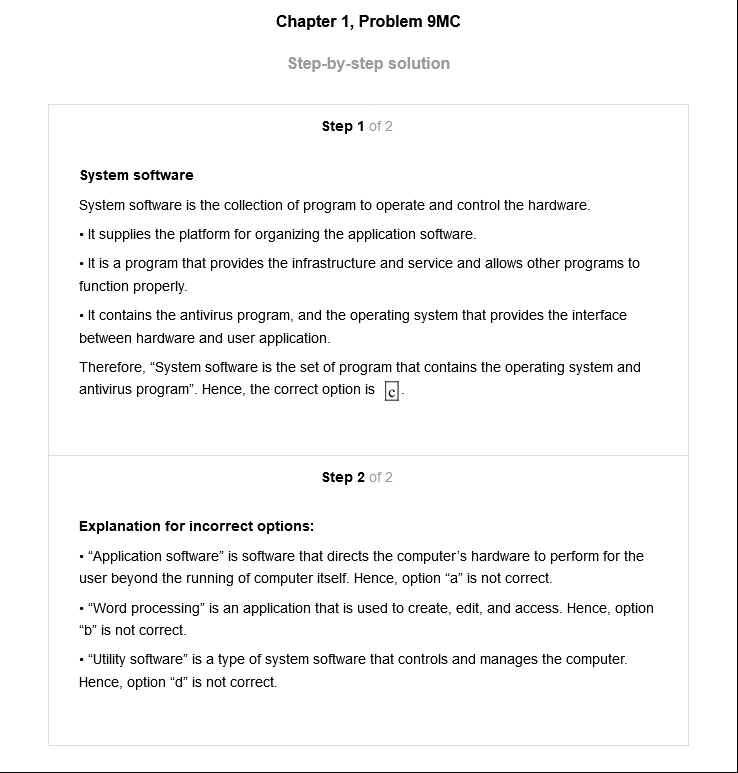 Chapter 1, Problem 9MC
Step-by-step solution
Step 1 of 2
System software
System software is the collection of program to operate and control the hardware.
• It supplies the platform for organizing the application software.
• It is a program that provides the infrastructure and service and allows other programs to
function properly.
• It contains the antivirus program, and the operating system that provides the interface
between hardware and user application.
Therefore, “System software is the set of program that contains the operating system and
antivirus program”. Hence, the correct option is c.
Step 2 of 2
Explanation for incorrect options:
• “Application software” is software that directs the computer’s hardware to perform for the
user beyond the running of computer itself. Hence, option “a” is not correct.
• “Word processing” is an application that is used to create, edit, and access. Hence, option
“b” is not correct.
• “Utility software” is a type of system software that controls and manages the computer.
Hence, option “d” is not correct.